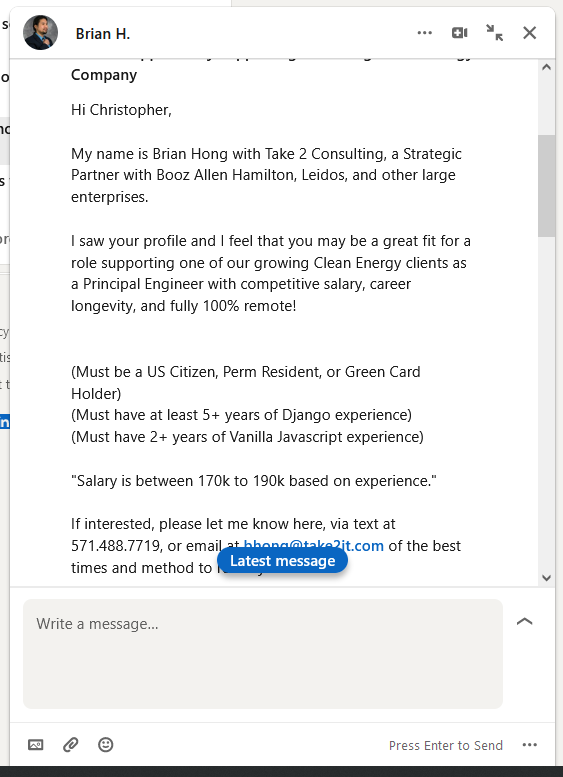 Brian H.
Company
Hi Christopher,
My name is Brian Hong with Take 2 Consulting, a Strategic
Partner with Booz Allen Hamilton, Leidos, and other large
enterprises.
I saw your profile and I feel that you may be a great fit for a
role supporting one of our growing Clean Energy clients as
a Principal Engineer with competitive salary, career
longevity, and fully 100% remote!
(Must be a US Citizen, Perm Resident, or Green Card
Holder)
(Must have at least 5+ years of Django experience)
(Must have 2+ years of Vanilla Javascript experience)
"Salary is between 170k to 190k based on experience."
If interested, please let me know here, via text at
571.488.7719, or email at bhong@take2it.com of the best
times and method to
Latest message
Write a message...
Press Enter to Send